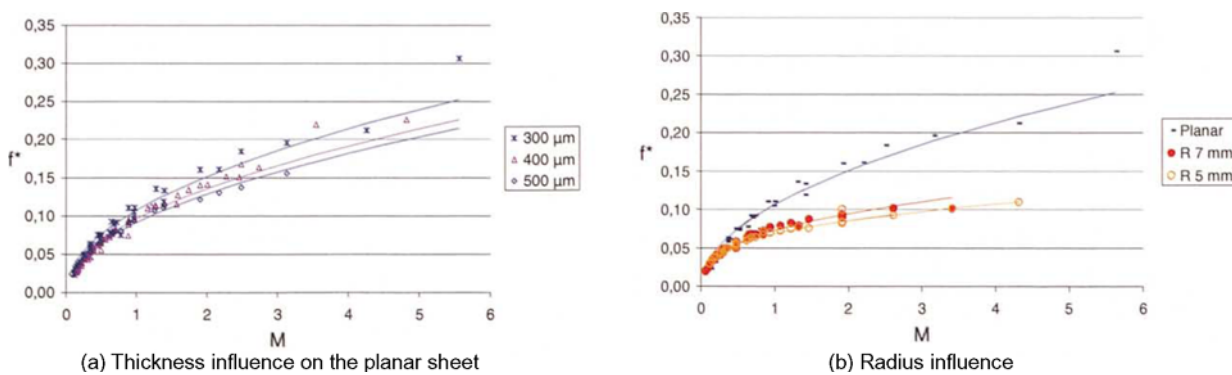 0,35
0,30
0,25
0,20
0,15
0,10
0,05
0,00
f*
0 1 2 3 4 5 6
M
300 µm
400 µm
500 µm
(a) Thickness influence on the planar sheet
0,35
0,30
0,25
0,20
0,15
0,10
0,05
0,00
f*
0 1 2 3 4 5 6
M
Planar
R 7 mm
R 5 mm
(b) Radius influence